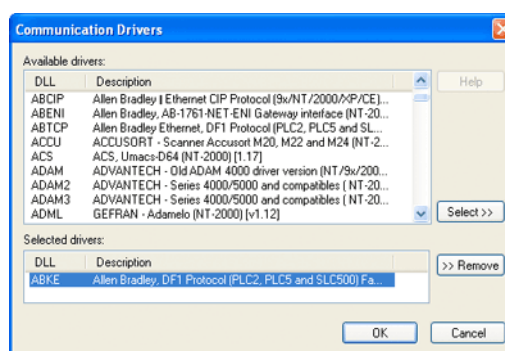 Communication Drivers
Available drivers:
DLL Description
Help
ABCIP Allen Bradley | Ethernet CIP Protocol (9x/NT/2000/XP/CE)...
ABENI Allen Bradley, AB-1761-NET-ENI Gateway interface (NT-20...
ABTCP Allen Bradley Ethernet, DF1 Protocol (PLC2, PLC5 and SL...
ACCU ACCUSORT - Scanner Accusort M20, M22 and M24 (NT-2...
ACS ACS, Umacs-D64 (NT-2000) [1.17]
ADAM ADVANTECH - Old ADAM 4000 driver version (NT/9x/200...
ADAM2 ADVANTECH - Series 4000/5000 and compatibles ( NT-20...
ADAM3 ADVANTECH - Series 4000/5000 and compatibles ( NT-20...
ADML GEFRAN - Adamelo (NT-2000) [v1.12]
Select >>
Selected drivers:
DLL Description
>> Remove
ABKE Allen Bradley, DF1 Protocol (PLC2, PLC5 and SLC500) Fa...
OK Cancel